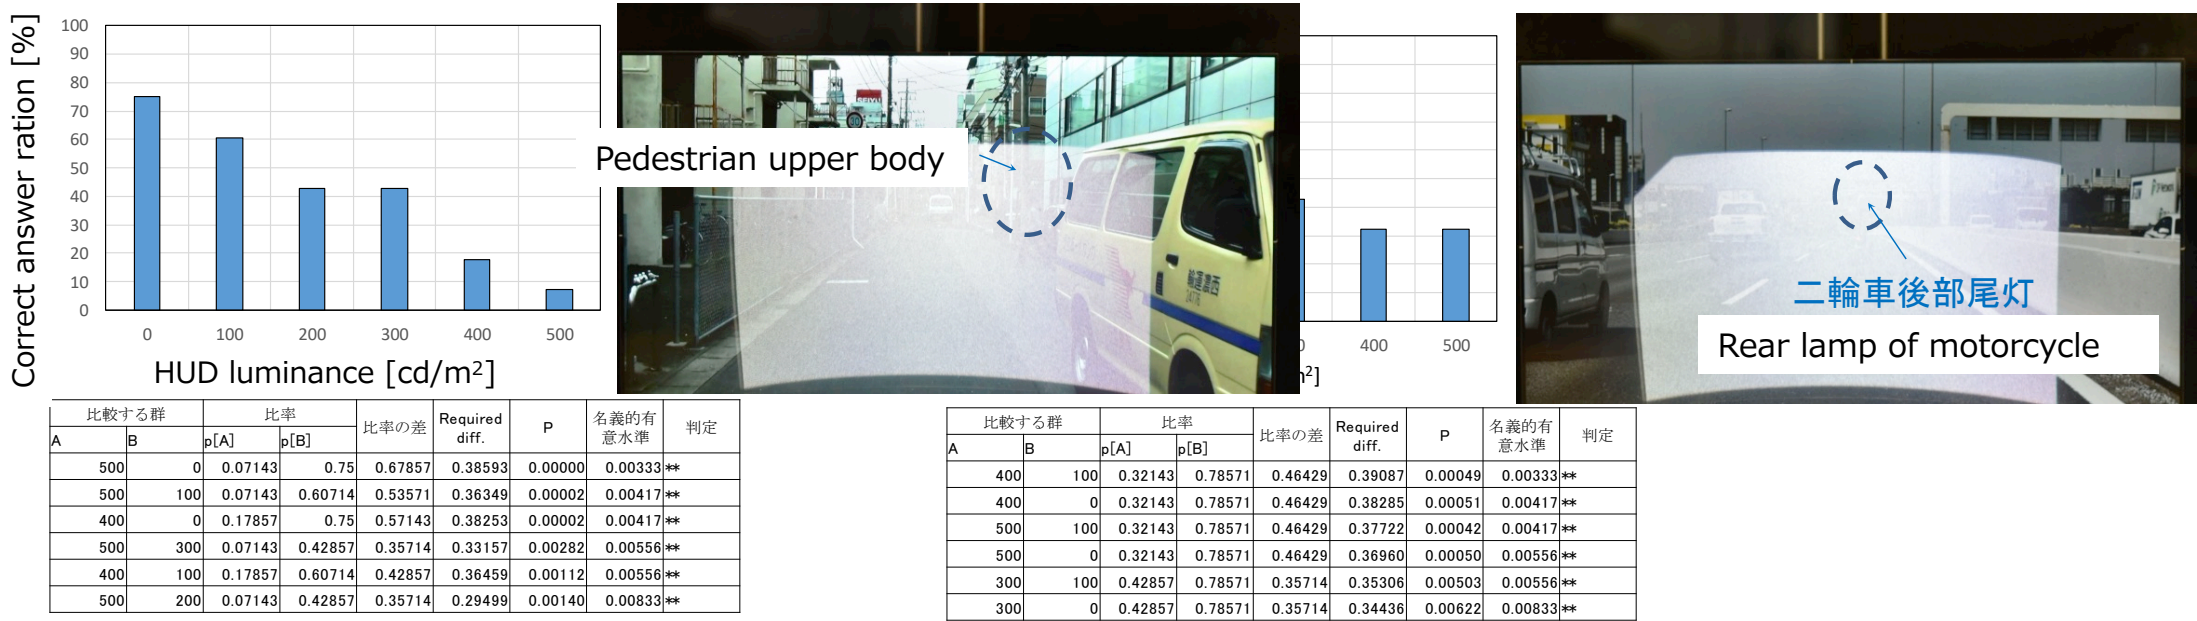 Correct answer ration [%]
100
90
80
70
60
50
40
30
20
10
0
0 100 200 300 400 500
HUD luminance [cd/m²]
SEIYU
Pedestrian upper body
400 500
]
二輪車後部尾灯
Rear lamp of motorcycle
比較する群 比率 比率の差 Required diff. P 名義的有意水準 判定
A B p[A] p[B]
500 0 0.07143 0.75 0.67857 0.38593 0.00000 0.00333 **
500 100 0.07143 0.60714 0.53571 0.36349 0.00002 0.00417 **
400 0 0.17857 0.75 0.57143 0.38253 0.00002 0.00417 **
500 300 0.07143 0.42857 0.35714 0.33157 0.00282 0.00556 **
400 100 0.17857 0.60714 0.42857 0.36459 0.00112 0.00556 **
500 200 0.07143 0.42857 0.35714 0.29499 0.00140 0.00833 **
比較する群 比率 比率の差 Required diff. P 名義的有意水準 判定
A B p[A] p[B]
400 100 0.32143 0.78571 0.46429 0.39087 0.00049 0.00333 **
400 0 0.32143 0.78571 0.46429 0.38285 0.00051 0.00417 **
500 100 0.32143 0.78571 0.46429 0.37722 0.00042 0.00417 **
500 0 0.32143 0.78571 0.46429 0.36960 0.00050 0.00556 **
300 100 0.42857 0.78571 0.35714 0.35306 0.00503 0.00556 **
300 0 0.42857 0.78571 0.35714 0.34436 0.00622 0.00833 **